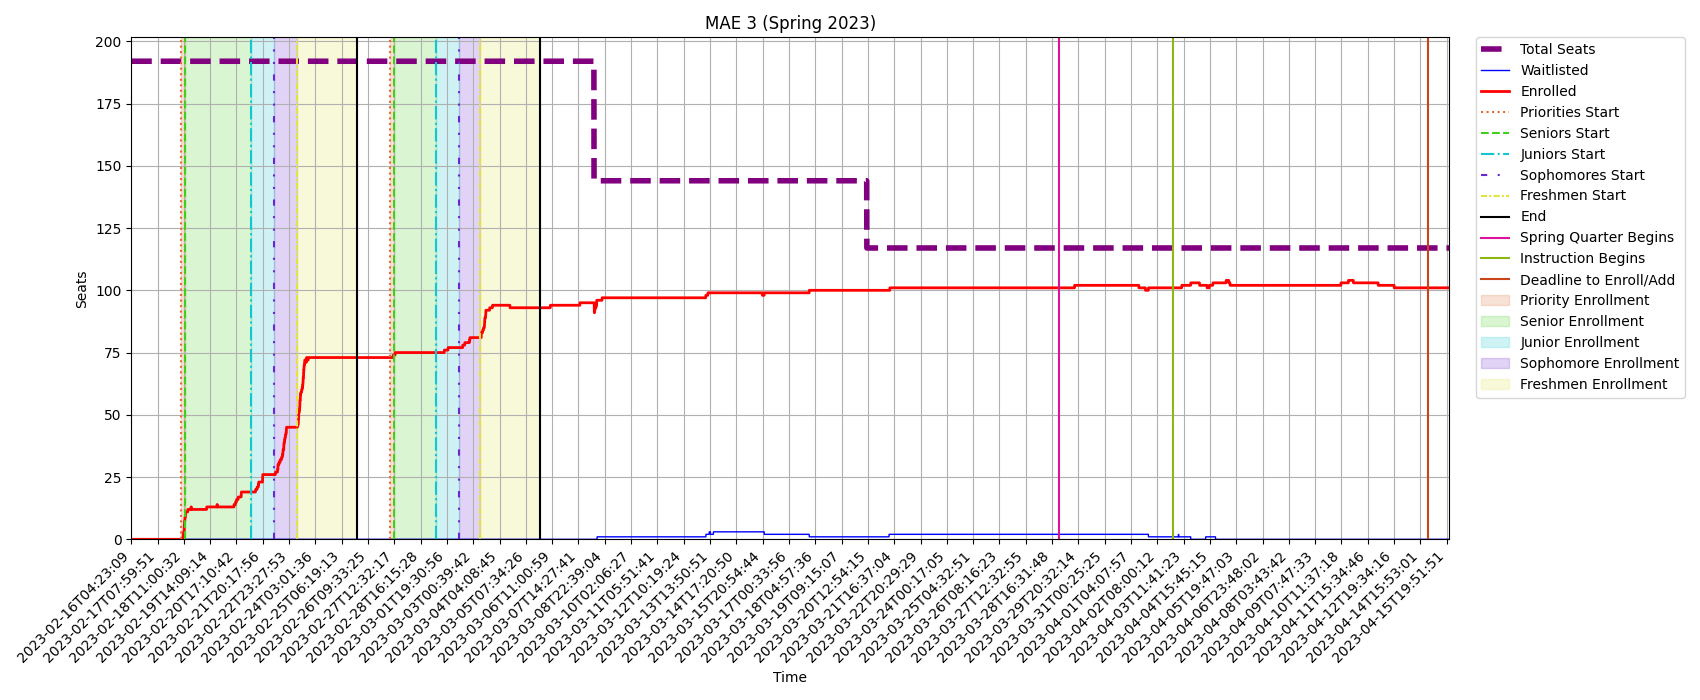 MAE 3 (Spring 2023)
Seats
200
175
150
125
100
75
50
25
0
2023-02-16T04:23:09
2023-02-17T07:59:51
2023-02-18T11:00:32
2023-02-19T14:09:14
2023-02-20T17:10:42
2023-02-21T20:17:56
2023-02-22T23:27:53
2023-02-24T03:01:36
2023-02-25T06:19:13
2023-02-26T09:33:25
2023-02-27T12:32:17
2023-02-28T16:15:28
2023-03-01T19:30:56
2023-03-03T00:39:42
2023-03-04T04:08:45
2023-03-05T07:34:26
2023-03-06T11:00:59
2023-03-07T14:27:41
2023-03-08T22:39:04
2023-03-10T02:06:27
2023-03-11T05:51:41
2023-03-12T10:19:24
2023-03-13T13:50:51
2023-03-14T17:20:50
2023-03-15T20:54:44
2023-03-17T00:33:56
2023-03-18T04:57:36
2023-03-19T09:15:07
2023-03-20T12:54:15
2023-03-21T16:37:04
2023-03-22T20:29:29
2023-03-24T00:17:05
2023-03-25T04:32:51
2023-03-26T08:16:23
2023-03-27T12:32:55
2023-03-28T16:31:48
2023-03-29T20:32:14
2023-03-31T00:25:25
2023-04-01T04:07:57
2023-04-02T08:00:12
2023-04-03T11:41:23
2023-04-04T15:45:15
2023-04-05T19:47:03
2023-04-06T23:48:02
2023-04-08T03:43:42
2023-04-09T07:47:33
2023-04-10T11:37:18
2023-04-11T15:34:46
2023-04-12T19:34:16
2023-04-14T15:53:01
2023-04-15T19:51:51
Time
Total Seats
Waitlisted
Enrolled
Priorities Start
Seniors Start
Juniors Start
Sophomores Start
Freshmen Start
End
Spring Quarter Begins
Instruction Begins
Deadline to Enroll/Add
Priority Enrollment
Senior Enrollment
Junior Enrollment
Sophomore Enrollment
Freshmen Enrollment